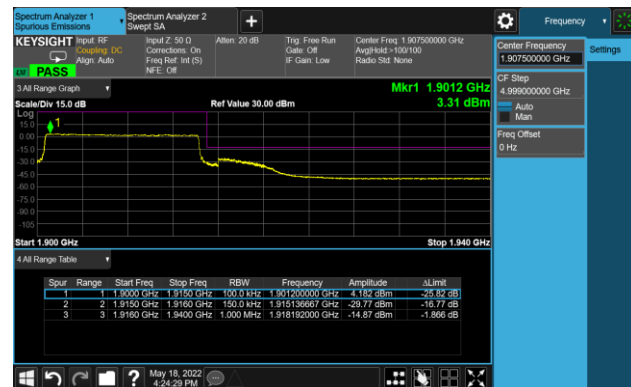 Spectrum Analyzer 1
Spurious Emissions
Spectrum Analyzer 2
Swept SA
Frequency
KEYSIGHT
Input: RF
Coupling: DC
Align: Auto
Input Z: 50 Ω
Corrections: On
Freq Ref: Int (S)
NFE: Off
Atten: 20 dB
Trig: Free Run
Gate: Off
IF Gain: Low
Center Freq: 1.907500000 GHz
Avg|Hold:>100/100
Radio Std: None
PASS
Center Frequency
1.907500000 GHz
Settings
CF Step
4.999000000 GHz
Auto
Man
Freq Offset
0 Hz
3 All Range Graph
Mkr1 1.9012 GHz
Scale/Div 15.0 dB
Ref Value 30.00 dBm
3.31 dBm
Log
15.0
0.00
-15.0
-30.0
-45.0
-60.0
-75.0
-90.0
-105
1
Start 1.900 GHz
Stop 1.940 GHz
4 All Range Table
Spur Range Start Freq Stop Freq RBW Frequency Amplitude ΔLimit
1 1 1.9000 GHz 1.9150 GHz 100.0 kHz 1.901200000 GHz 4.182 dBm -25.82 dB
2 2 1.9150 GHz 1.9160 GHz 150.0 kHz 1.915136667 GHz -29.77 dBm -16.77 dB
3 3 1.9160 GHz 1.9400 GHz 1.000 MHz 1.918192000 GHz -14.87 dBm -1.866 dB
May 18, 2022
4:24:29 PM